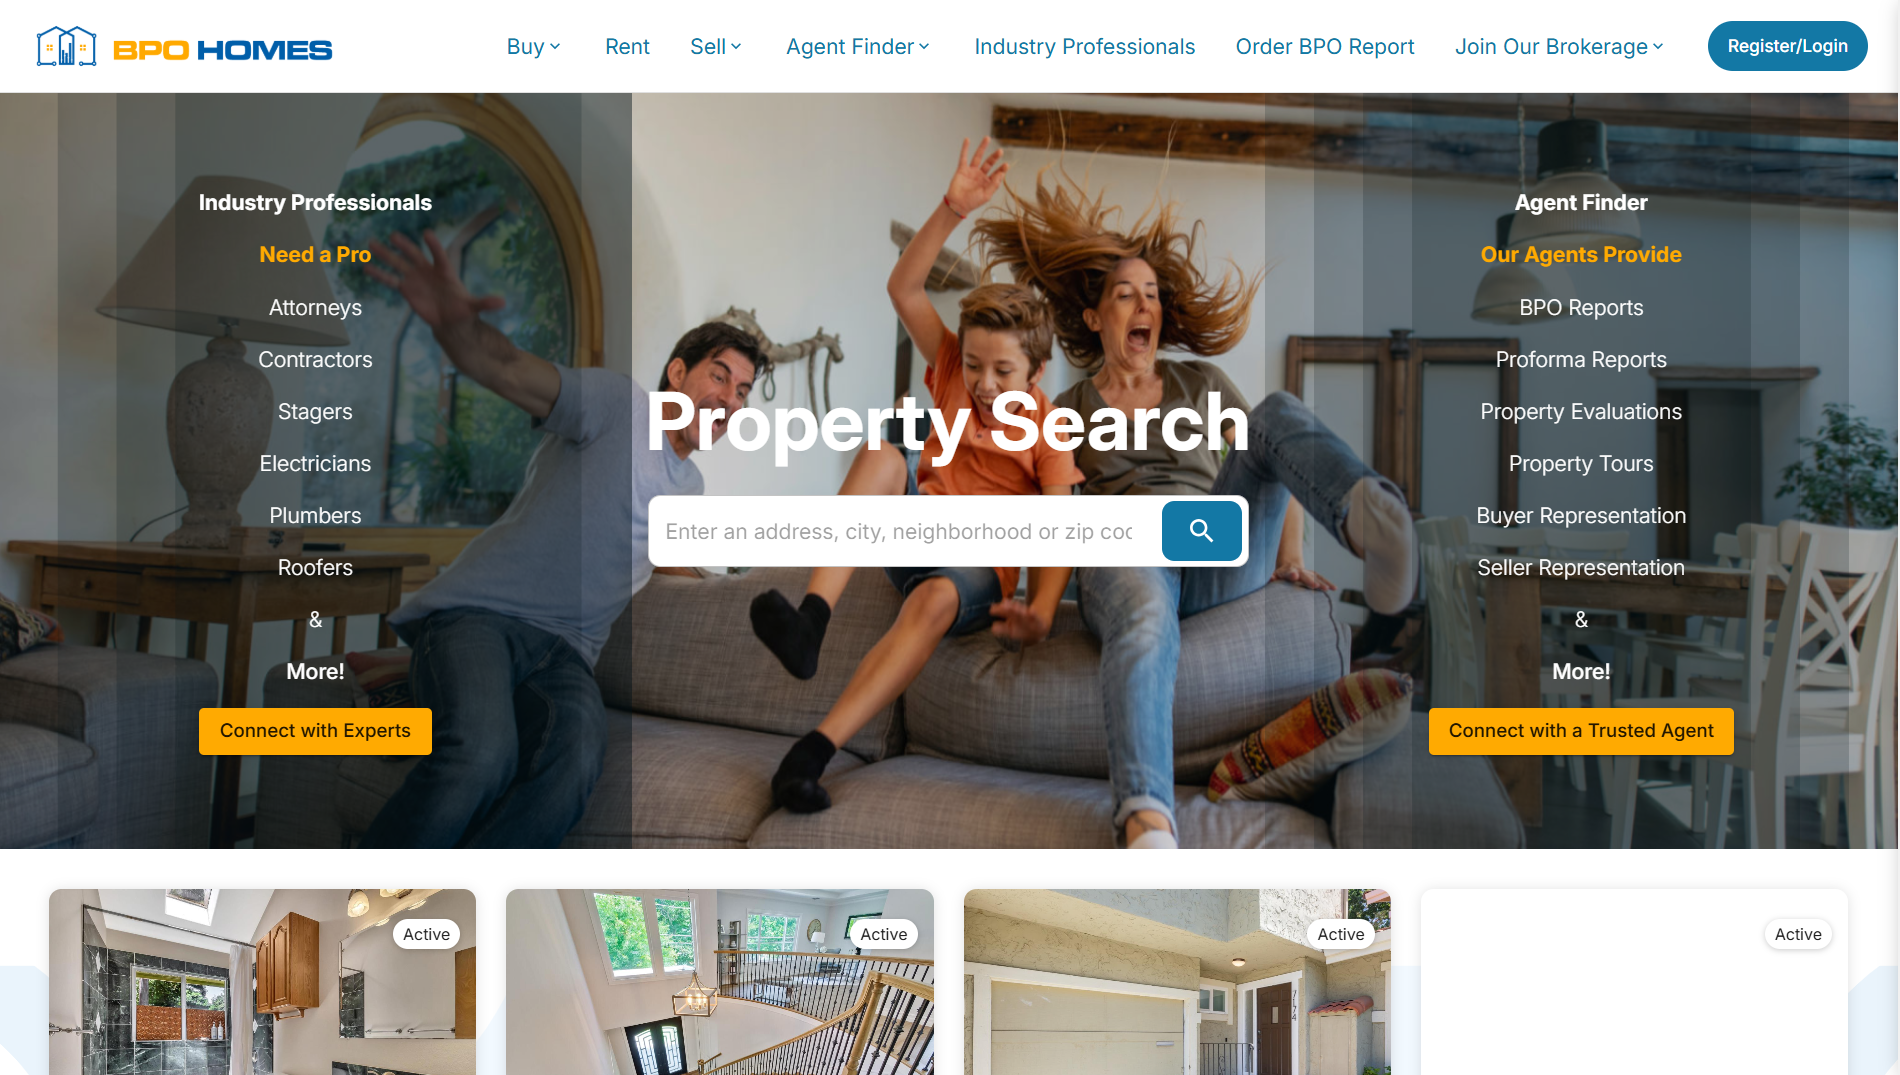 BPO HOMES
Buy
Rent
Sell
Agent Finder
Industry Professionals
Order BPO Report
Join Our Brokerage
Register/Login
Industry Professionals
Need a Pro
Attorneys
Contractors
Stagers
Electricians
Plumbers
Roofers
&
More!
Connect with Experts
Property Search
Enter an address, city, neighborhood or zip
Agent Finder
Our Agents Provide
BPO Reports
Proforma Reports
Property Evaluations
Property Tours
Buyer Representation
Seller Representation
&
More!
Connect with a Trusted Agent
Active
Active
Active
Active